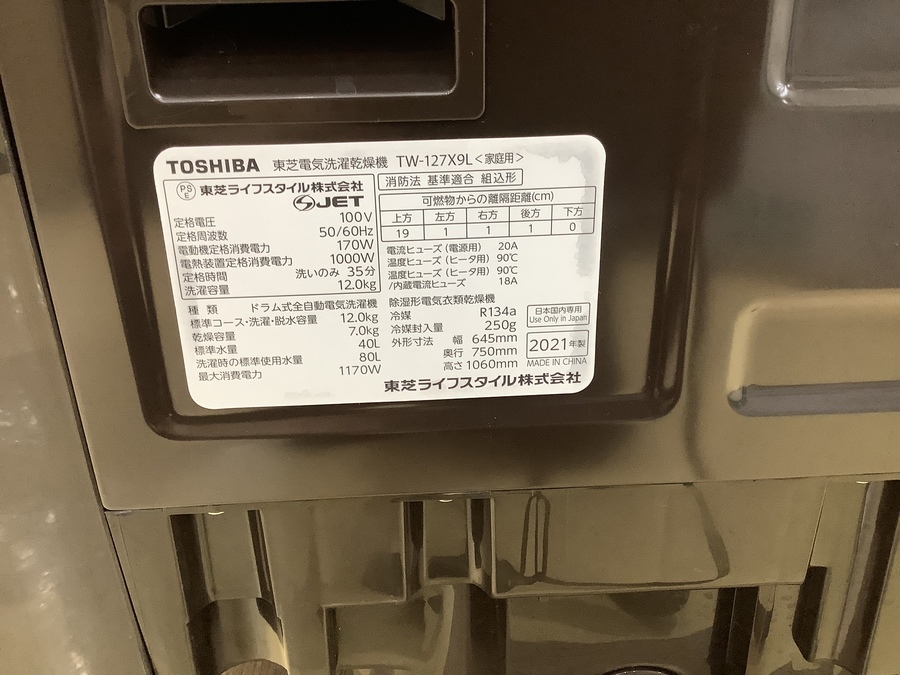 TOSHIBA 東芝電気洗濯乾燥機 TW-127X9L<家庭用>
PS
E
東芝ライフスタイル株式会社
SJET
定格電圧 100V
定格周波数 50/60Hz
電動機定格消費電力 170W
電熱装置定格消費電力 1000W
定格時間 洗いのみ 35分
洗濯容量 12.0kg
種 類 ドラム式全自動電気洗濯機
標準コース・洗濯・脱水容量 12.0kg
乾燥容量 7.0kg
標準水量 40L
洗濯時の標準使用水量 80L
最大消費電力 1170W
消防法 基準適合 組込形
可燃物からの離隔距離(cm)
上方 左方 右方 後方 下方
19 1 1 1 0
電流ヒューズ(電源用) 20A
温度ヒューズ(ヒータ用) 90℃
温度ヒューズ(ヒータ用) 90℃
/内蔵電流ヒューズ 18A
除湿形電気衣類乾燥機
冷媒 R134a
冷媒封入量 250g
外形寸法 幅 645mm
奥行 750mm
高さ 1060mm
日本国内専用
Use Only in Japan
2021年製
MADE IN CHINA
東芝ライフスタイル株式会社